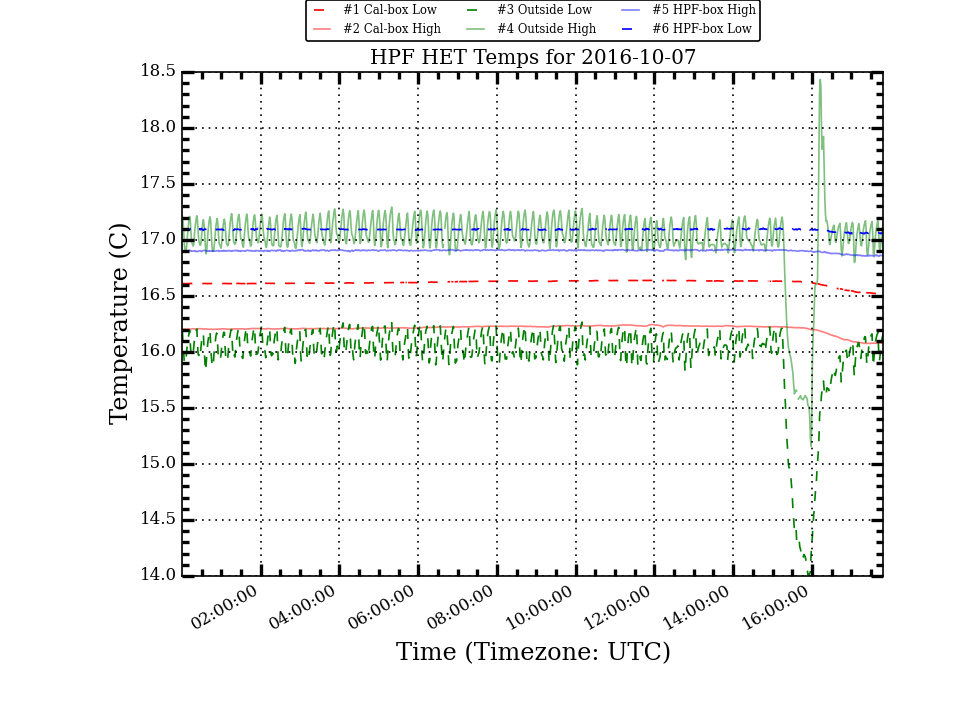 #1 Cal-box Low #3 Outside Low #5 HPF-box High
#2 Cal-box High #4 Outside High #6 HPF-box Low
HPF HET Temps for 2016-10-07
18.5
18.0
17.5
17.0
16.5
16.0
15.5
15.0
14.5
14.0
Temperature (C)
02:00:00 04:00:00 06:00:00 08:00:00 10:00:00 12:00:00 14:00:00 16:00:00
Time (Timezone: UTC)